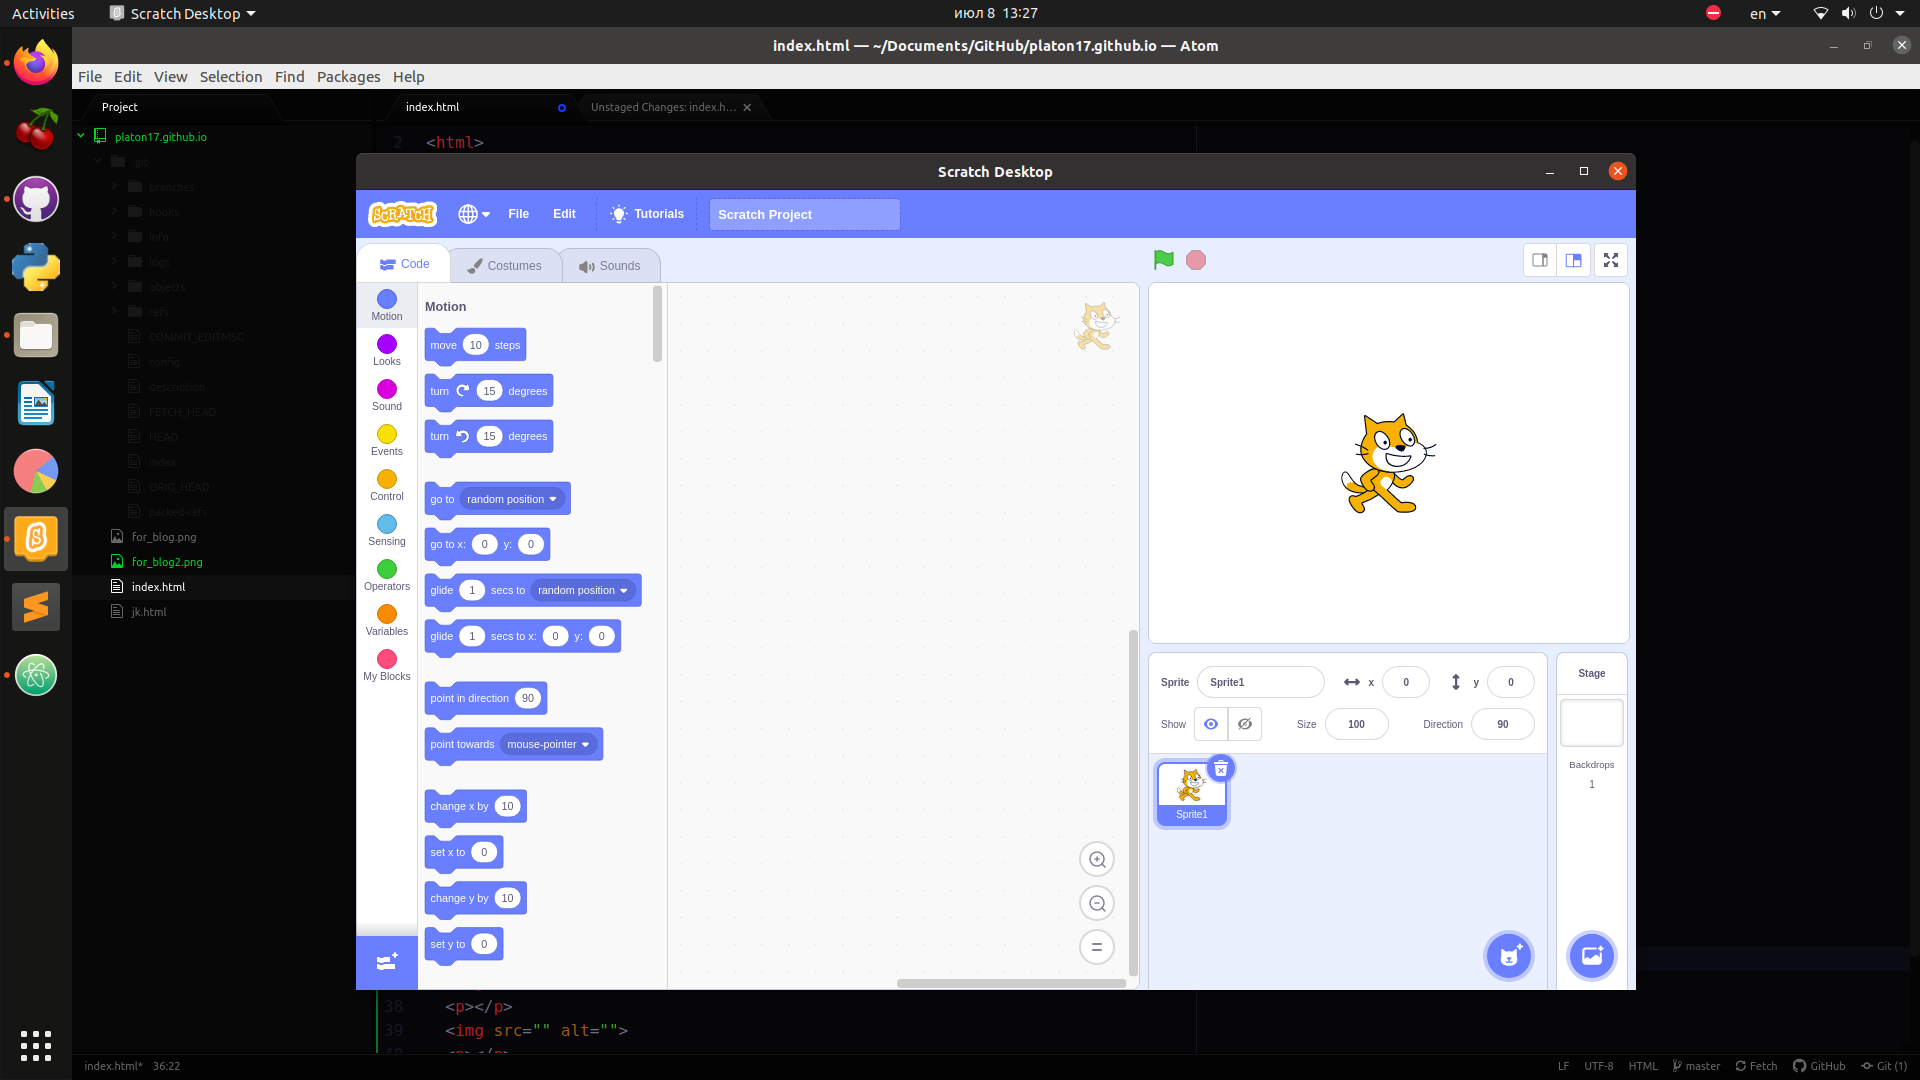 Activities
Scratch Desktop
июл 8 13:27
en
index.html — ~/Documents/GitHub/platon17.github.io — Atom
File Edit View Selection Find Packages Help
Project
index.html
Unstaged Changes: index.h...
platon17.github.io
.git
branches
hooks
info
logs
objects
refs
COMMIT_EDITMSG
config
description
FETCH_HEAD
HEAD
index
ORIG_HEAD
packed-refs
for_blog.png
for_blog2.png
index.html
jk.html
2 <html>
Scratch Desktop
SCRATCH
File
Edit
Tutorials
Scratch Project
Code
Costumes
Sounds
Motion
Looks
Sound
Events
Control
Sensing
Operators
Variables
My Blocks
Motion
move 10 steps
turn 15 degrees
turn 15 degrees
go to random position
go to x: 0 y: 0
glide 1 secs to random position
glide 1 secs to x: 0 y: 0
point in direction 90
point towards mouse-pointer
change x by 10
set x to 0
change y by 10
set y to 0
Sprite Sprite1 x 0 y 0
Show Size 100 Direction 90
Sprite1
Stage
Backdrops
1
38 <p></p>
39 <img src="" alt="">
40 <p></p>
index.html* 36:22
LF UTF-8 HTML master Fetch GitHub Git (1)